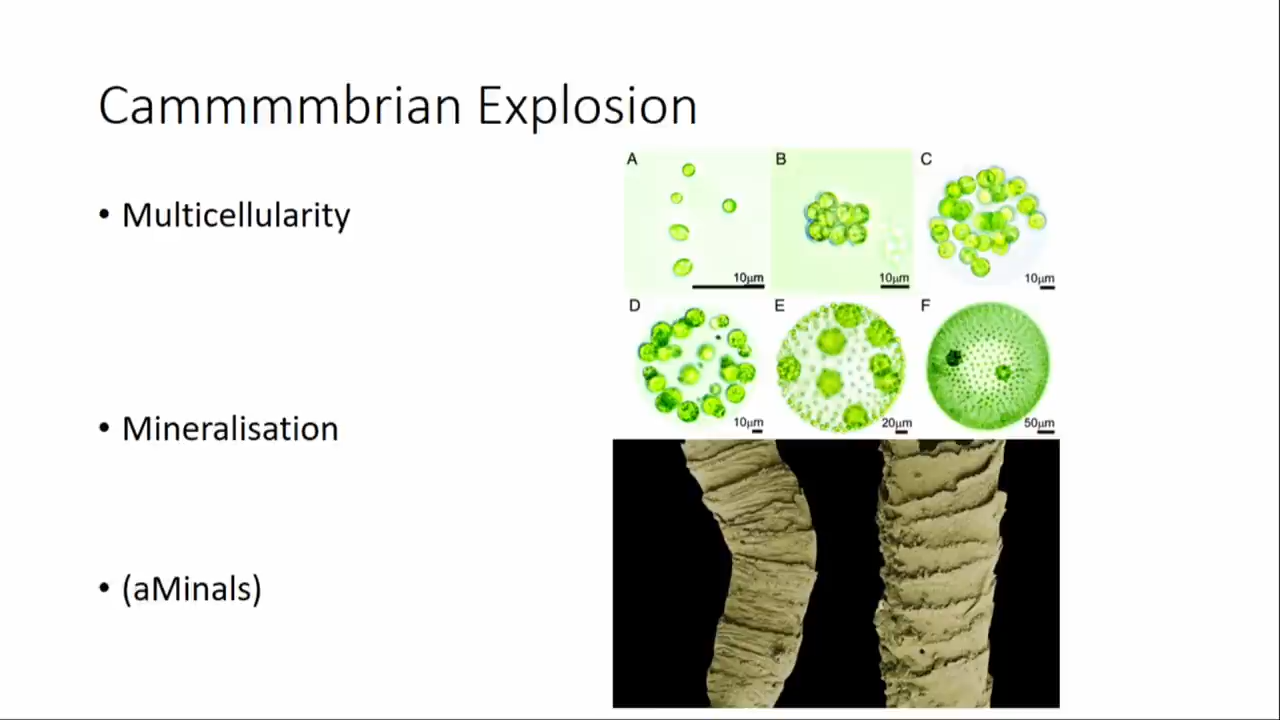 Cammmmbrian Explosion
• Multicellularity
• Mineralisation
• (aMinals)
A B C
10µm 10µm 10µm
D E F
10µm 20µm 50µm